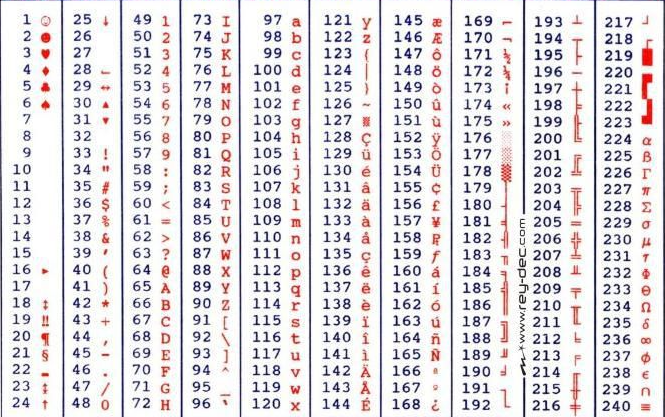 1 ☺ 25 ↓ 49 1 73 I 97 a 121 y 145 æ 169 ⌐ 193 ┴ 217 ┘
2 ☻ 26 50 2 74 J 98 b 122 z 146 Æ 170 ¬ 194 ┬ 218 ┌
3 ♥ 27 51 3 75 K 99 c 123 { 147 ô 171 ½ 195 ├ 219 █
4 ♦ 28 ∟ 52 4 76 L 100 d 124 | 148 ö 172 ¼ 196 ─ 220 ▄
5 ♣ 29 ↔ 53 5 77 M 101 e 125 } 149 ò 173 ¡ 197 ┼ 221 ▌
6 ♠ 30 ▲ 54 6 78 N 102 f 126 ~ 150 û 174 « 198 ╞ 222 ▐
7 31 ▼ 55 7 79 O 103 g 127 ▒ 151 ù 175 » 199 ╟ 223 ▀
8 32 56 8 80 P 104 h 128 Ç 152 ÿ 176 ░ 200 ╚ 224 α
9 33 ! 57 9 81 Q 105 i 129 ü 153 Ö 177 ▒ 201 ╔ 225 β
10 34 " 58 : 82 R 106 j 130 é 154 Ü 178 ▓ 202 ╩ 226 Γ
11 35 # 59 ; 83 S 107 k 131 â 155 ¢ 179 │ 203 ╦ 227 π
12 36 $ 60 < 84 T 108 l 132 ä 156 £ 180 ┤ 204 ╠ 228 Σ
13 37 % 61 = 85 U 109 m 133 à 157 ¥ 181 ╡ 205 ═ 229 σ
14 38 & 62 > 86 V 110 n 134 å 158 ₧ 182 ╢ 206 ╬ 230 µ
15 39 ' 63 ? 87 W 111 o 135 ç 159 ƒ 183 ╖ 207 ╧ 231 τ
16 ► 40 ( 64 @ 88 X 112 p 136 ê 160 á 184 ╕ 208 ╨ 232 Φ
17 41 ) 65 A 89 Y 113 q 137 ë 161 í 185 ╣ 209 ╤ 233 Θ
18 ↕ 42 * 66 B 90 Z 114 r 138 è 162 ó 186 ║ 210 ╥ 234 Ω
19 ‼ 43 + 67 C 91 [ 115 s 139 ï 163 ú 187 ╗ 211 ╙ 235 δ
20 ¶ 44 , 68 D 92 \ 116 t 140 î 164 ñ 188 ╝ 212 ╘ 236 ∞
21 § 45 - 69 E 93 ] 117 u 141 ì 165 Ñ 189 ╜ 213 ╒ 237 φ
22 ▬ 46 . 70 F 94 ^ 118 v 142 Ä 166 ª 190 ╛ 214 ╓ 238 ε
23 ↨ 47 / 71 G 95 _ 119 w 143 Å 167 º 191 ┐ 215 ╫ 239 ∩
24 ↑ 48 0 72 H 96 ` 120 x 144 É 168 ¿ 192 └ 216 ╪ 240 ≡
www.rey-dec.com